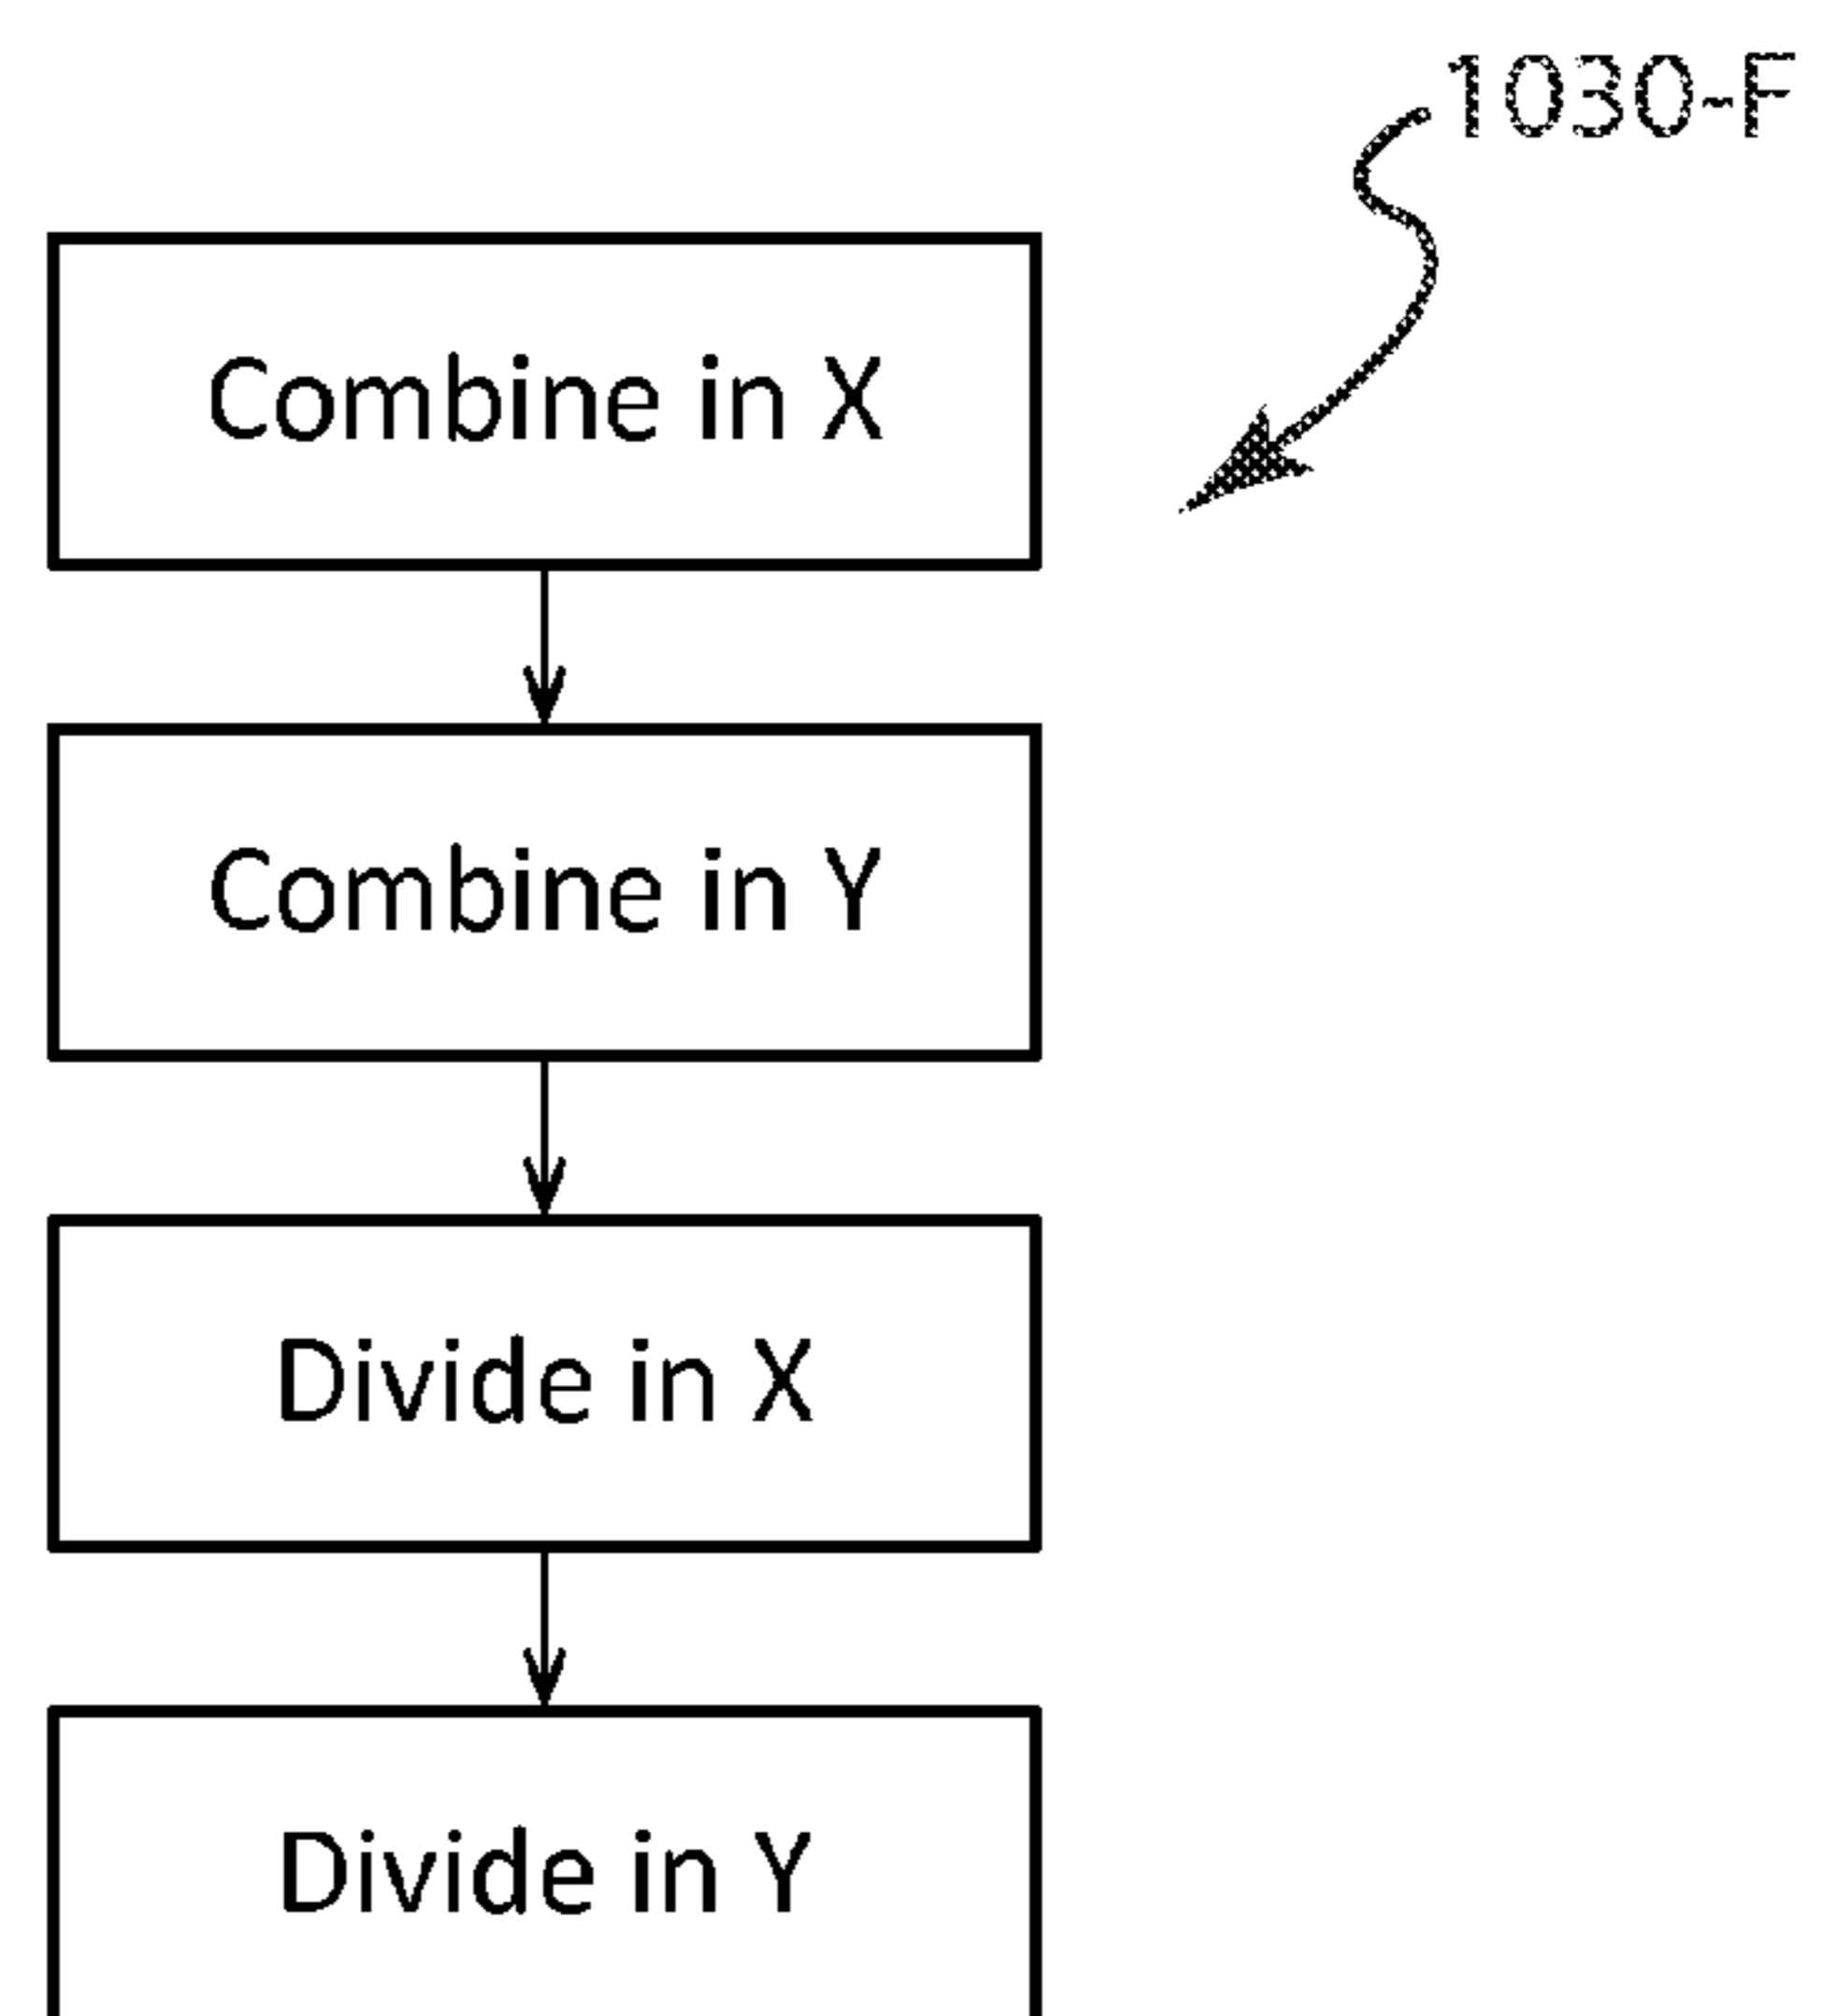 1030-F
Combine in X
Combine in Y
Divide in X
Divide in Y